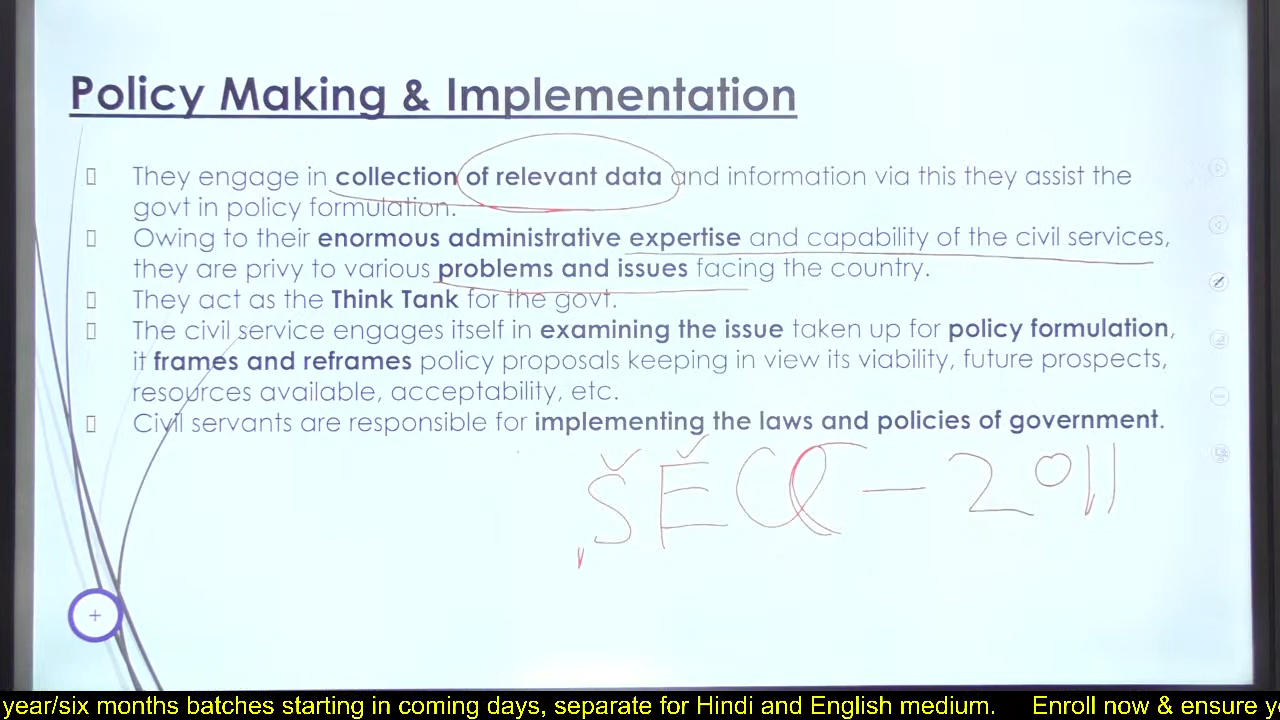 Policy Making & Implementation
They engage in collection of relevant data and information via this they assist the
govt in policy formulation.
Owing to their enormous administrative expertise and capability of the civil services,
they are privy to various problems and issues facing the country.
They act as the Think Tank for the govt.
The civil service engages itself in examining the issue taken up for policy formulation,
it frames and reframes policy proposals keeping in view its viability, future prospects,
resources available, acceptability, etc.
Civil servants are responsible for implementing the laws and policies of government.
SECC - 2011
year/six months batches starting in coming days, separate for Hindi and English medium. Enroll now & ensure